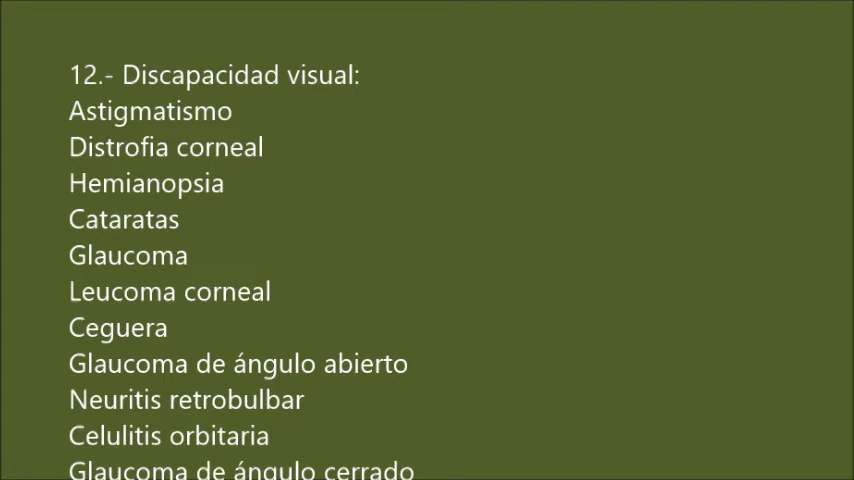 12.- Discapacidad visual:
Astigmatismo
Distrofia corneal
Hemianopsia
Cataratas
Glaucoma
Leucoma corneal
Ceguera
Glaucoma de ángulo abierto
Neuritis retrobulbar
Celulitis orbitaria
Glaucoma de ángulo cerrado